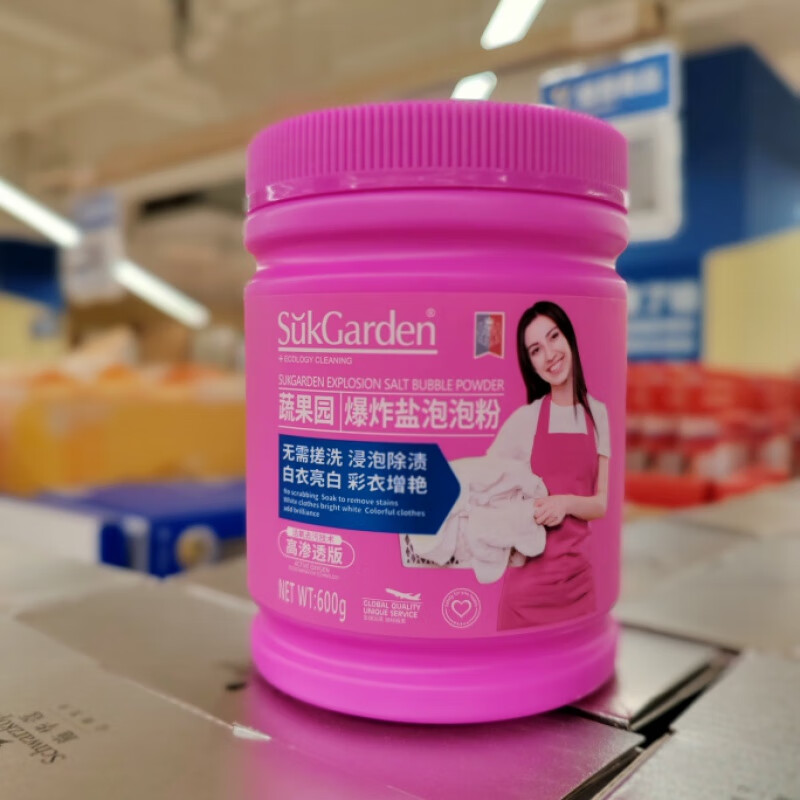 SŭkGarden®
+ ECOLOGY CLEANING
SUKGARDEN EXPLOSION SALT BUBBLE POWDER
蔬果园 爆炸盐泡泡粉
无需搓洗 浸泡除渍
白衣亮白 彩衣增艳
No scrubbing Soak to remove stains
White clothes bright white Colorful clothes
add brilliance
高渗透版
NET WT:600g
GLOBAL QUALITY
UNIQUE SERVICE
Schwarzkopf